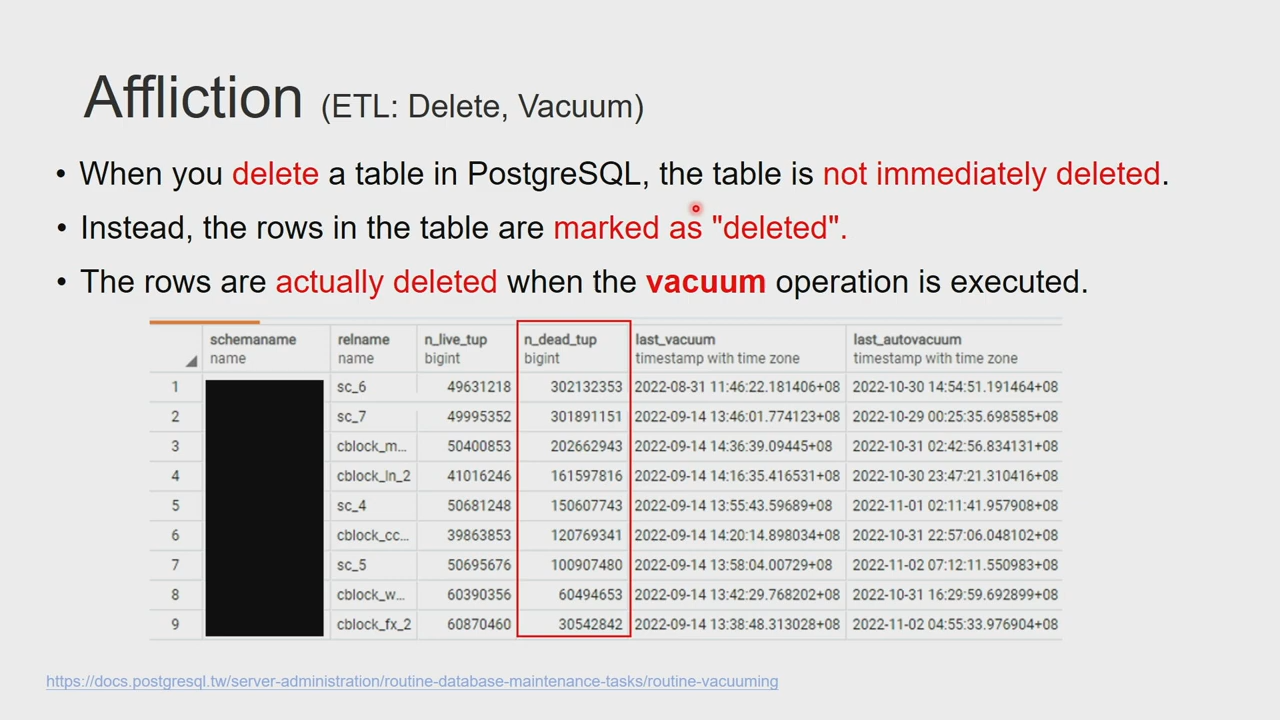 Affliction (ETL: Delete, Vacuum)
• When you delete a table in PostgreSQL, the table is not immediately deleted.
• Instead, the rows in the table are marked as "deleted".
• The rows are actually deleted when the vacuum operation is executed.
schemaname relname n_live_tup n_dead_tup last_vacuum last_autovacuum
name name bigint bigint timestamp with time zone timestamp with time zone
1 sc_6 49631218 302132353 2022-08-31 11:46:22.181406+08 2022-10-30 14:54:51.191464+08
2 sc_7 49995352 301891151 2022-09-14 13:46:01.774123+08 2022-10-29 00:25:35.698585+08
3 cblock_m... 50400853 202662943 2022-09-14 14:36:39.09445+08 2022-10-31 02:42:56.834131+08
4 cblock_ln_2 41016246 161597816 2022-09-14 14:16:35.416531+08 2022-10-30 23:47:21.310416+08
5 sc_4 50681248 150607743 2022-09-14 13:55:43.59689+08 2022-11-01 02:11:41.957908+08
6 cblock_cc... 39863853 120769341 2022-09-14 14:20:14.898034+08 2022-10-31 22:57:06.048102+08
7 sc_5 50695676 100907480 2022-09-14 13:58:04.00729+08 2022-11-02 07:12:11.550983+08
8 cblock_w... 60390356 60494653 2022-09-14 13:42:29.768202+08 2022-10-31 16:29:59.692899+08
9 cblock_fx_2 60870460 30542842 2022-09-14 13:38:48.313028+08 2022-11-02 04:55:33.976904+08
https://docs.postgresql.tw/server-administration/routine-database-maintenance-tasks/routine-vacuuming